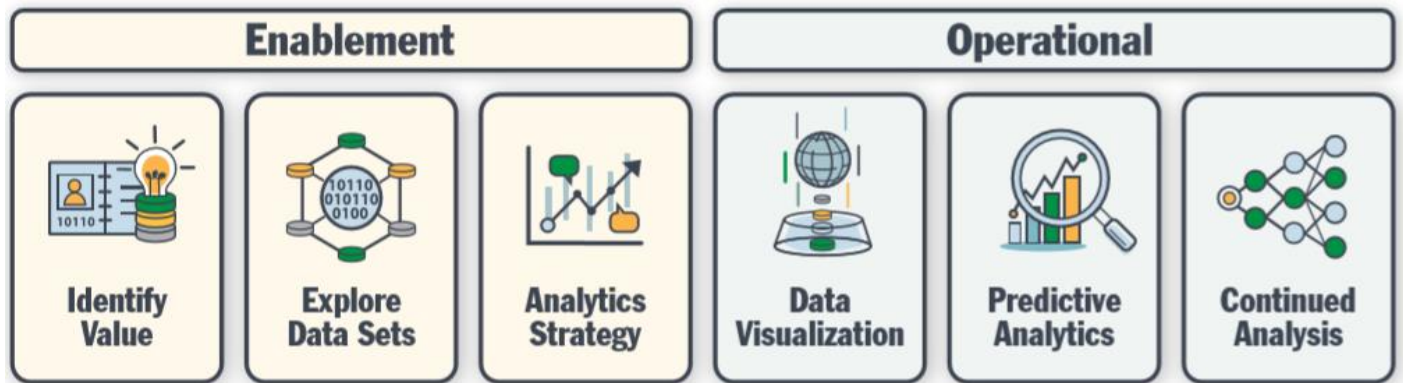 Enablement
Operational
10110
Identify
Value
10110
010110
0100
Explore
Data Sets
Analytics
Strategy
Data
Visualization
Predictive
Analytics
Continued
Analysis